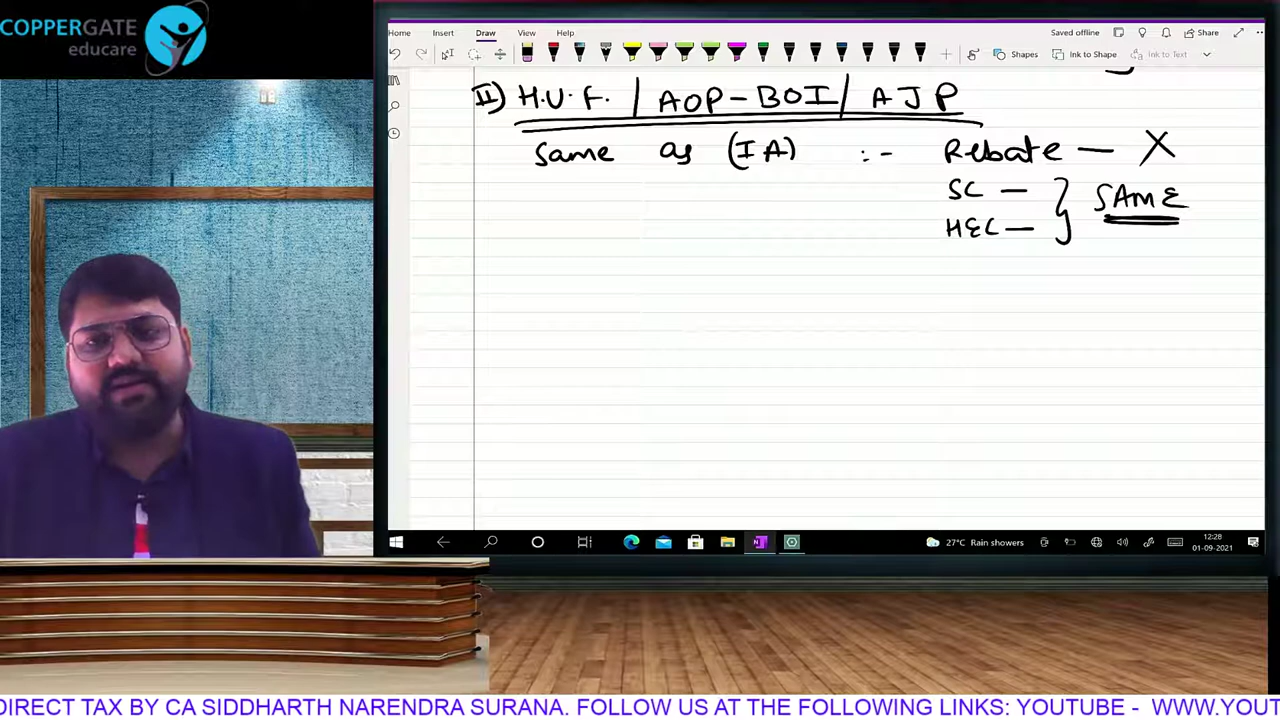 COPPERGATE
educare
Home Insert Draw View Help
Saved offline
Share
Shapes
Ink to Shape
Ink to Text
II) H.U.F. / AOP-BOI / AJP
Same as (IA) :- Rebate — X
SC —
HEC —
SAME
27°C Rain showers
12:28
01-09-2021
DIRECT TAX BY CA SIDDHARTH NARENDRA SURANA. FOLLOW US AT THE FOLLOWING LINKS: YOUTUBE - WWW.YOUT